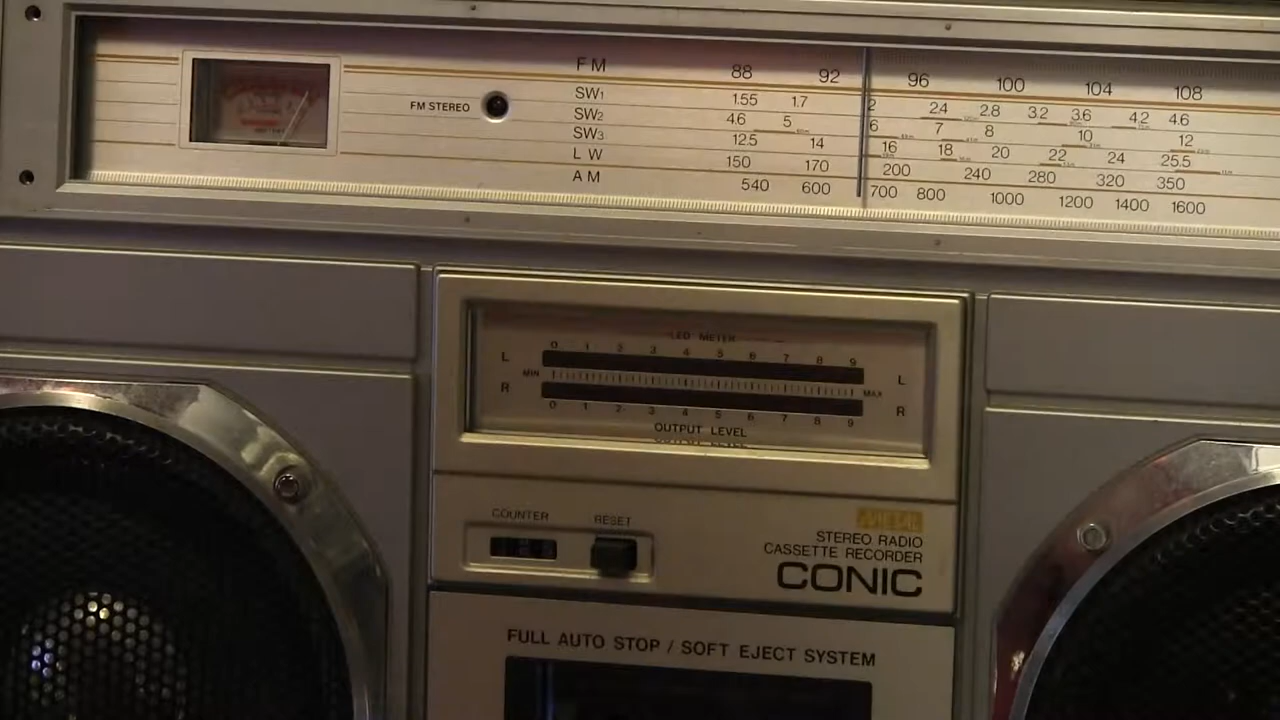 FM 88 92 96 100 104 108
SW1 1.55 1.7 2 2.4 2.8 3.2 3.6 4.2 4.6
FM STEREO
SW2 4.6 5 6 7 8 10 12
SW3 12.5 14 16 18 20 22 24 25.5
LW 150 170 200 240 280 320 350
AM 540 600 700 800 1000 1200 1400 1600
LED METER
0 1 2 3 4 5 6 7 8 9
L L
MIN MAX
R R
0 1 2 3 4 5 6 7 8 9
OUTPUT LEVEL
COUNTER RESET
METAL
STEREO RADIO
CASSETTE RECORDER
CONIC
FULL AUTO STOP / SOFT EJECT SYSTEM